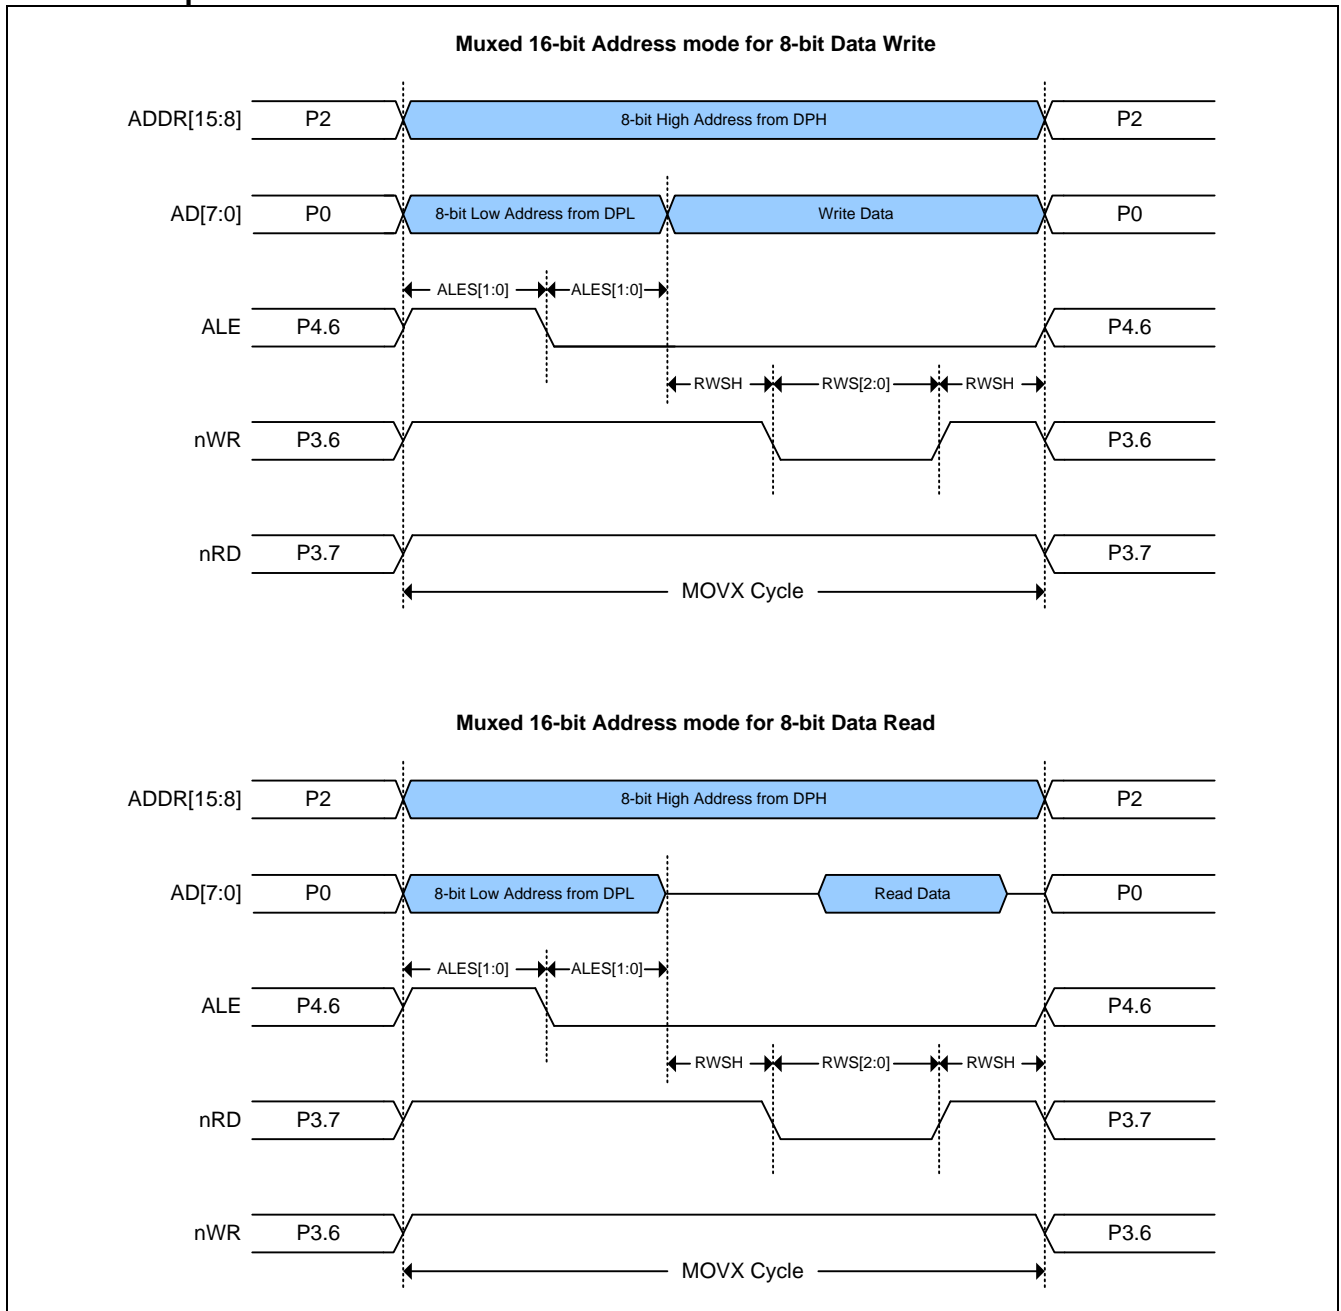 Muxed 16-bit Address mode for 8-bit Data Write
ADDR[15:8] P2 8-bit High Address from DPH P2
AD[7:0] P0 8-bit Low Address from DPL Write Data P0
ALES[1:0] ALES[1:0]
ALE P4.6 P4.6
RWSH RWS[2:0] RWSH
nWR P3.6 P3.6
nRD P3.7 P3.7
MOVX Cycle
Muxed 16-bit Address mode for 8-bit Data Read
ADDR[15:8] P2 8-bit High Address from DPH P2
AD[7:0] P0 8-bit Low Address from DPL Read Data P0
ALES[1:0] ALES[1:0]
ALE P4.6 P4.6
RWSH RWS[2:0] RWSH
nRD P3.7 P3.7
nWR P3.6 P3.6
MOVX Cycle